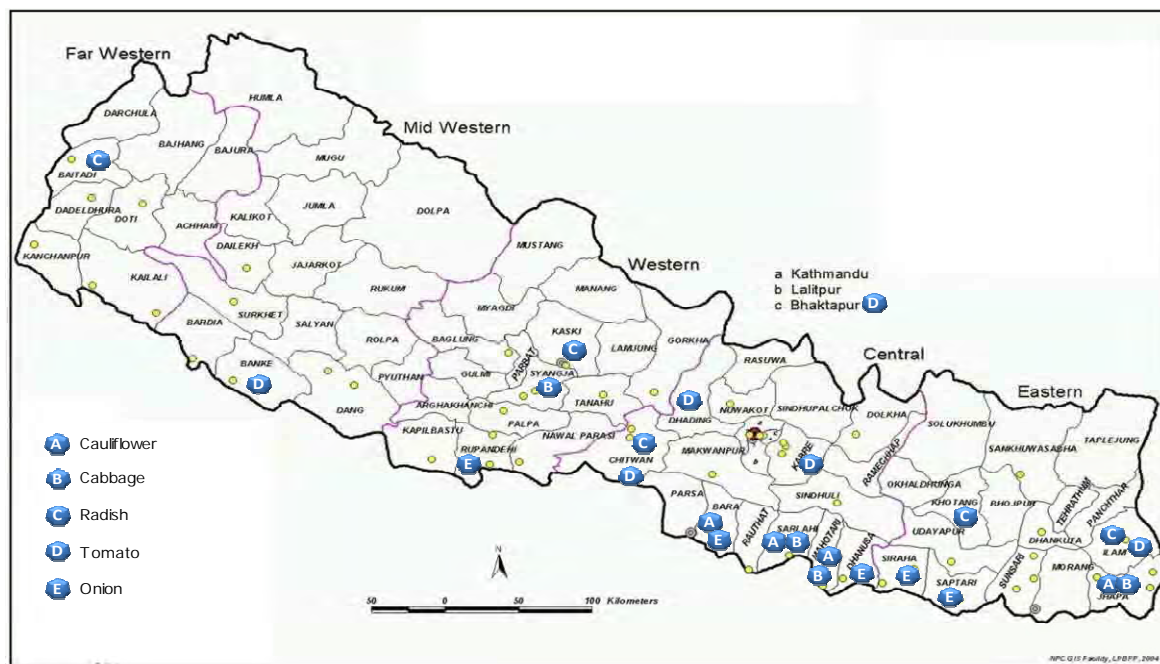 Far Western
HUMLA
DARCHULA
Mid Western
BAJHANG
BAJURA
MUGU
C
BAITADI
DADELDHURA
DOTI
ACHHAM
KALIKOT
JUMLA
DOLPA
KANCHANPUR
DAILEKH
MUSTANG
KAILALI
JAJARKOT
Western
RUKUM
MANANG
a Kathmandu
b Lalitpur
c Bhaktapur D
BARDIA
SURKHET
SALYAN
MYAGDI
KASKI
C
LAMJUNG
GORKHA
ROLPA
BAGLUNG
PARBAT
RASUWA
Central
BANKE
D
PYUTHAN
GULMI
SYANGJA
B
TANAHU
D
DHADING
NUWAKOT
SINDHUPALCHUK
DOLKHA
Eastern
DANG
ARGHAKHANCHI
PALPA
SOLUKHUMBU
SANKHUWASABHA
TAPLEJUNG
KAPILBASTU
RUPANDEHI
E
NAWAL PARASI
C
CHITWAN
D
MAKWANPUR
KAVRE
D
RAMECHHAP
OKHALDHUNGA
KHOTANG
C
BHOJPUR
TEHRATHUM
PANCHTHAR
PARSA
BARA
A
E
RAUTHAT
SINDHULI
SARLAHI
A B
MAHOTARI
A
B
DHANUSA
E
UDAYAPUR
SIRAHA
E
SAPTARI
E
SUNSARI
DHANKUTA
MORANG
C
ILAM
D
A B
JHAPA
A Cauliflower
B Cabbage
C Radish
D Tomato
E Onion
N
50 0 50 100 Kilometers
NPC GIS Facility, LPBPP, 2004